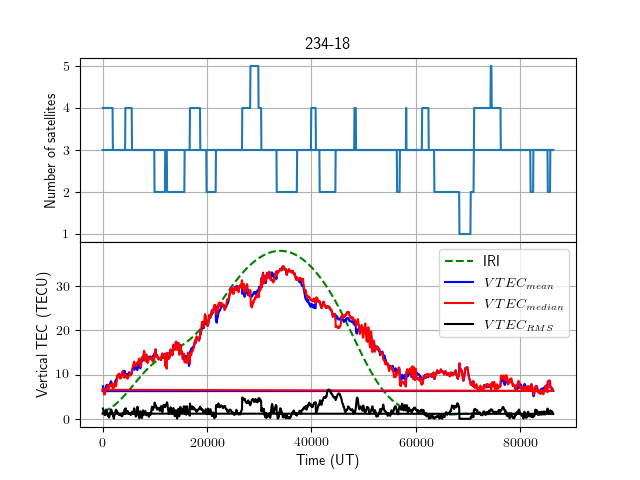 234-18
Number of satellites
5
4
3
2
1
Vertical TEC (TECU)
30
20
10
0
IRI
VTEC_mean
VTEC_median
VTEC_RMS
0 20000 40000 60000 80000
Time (UT)